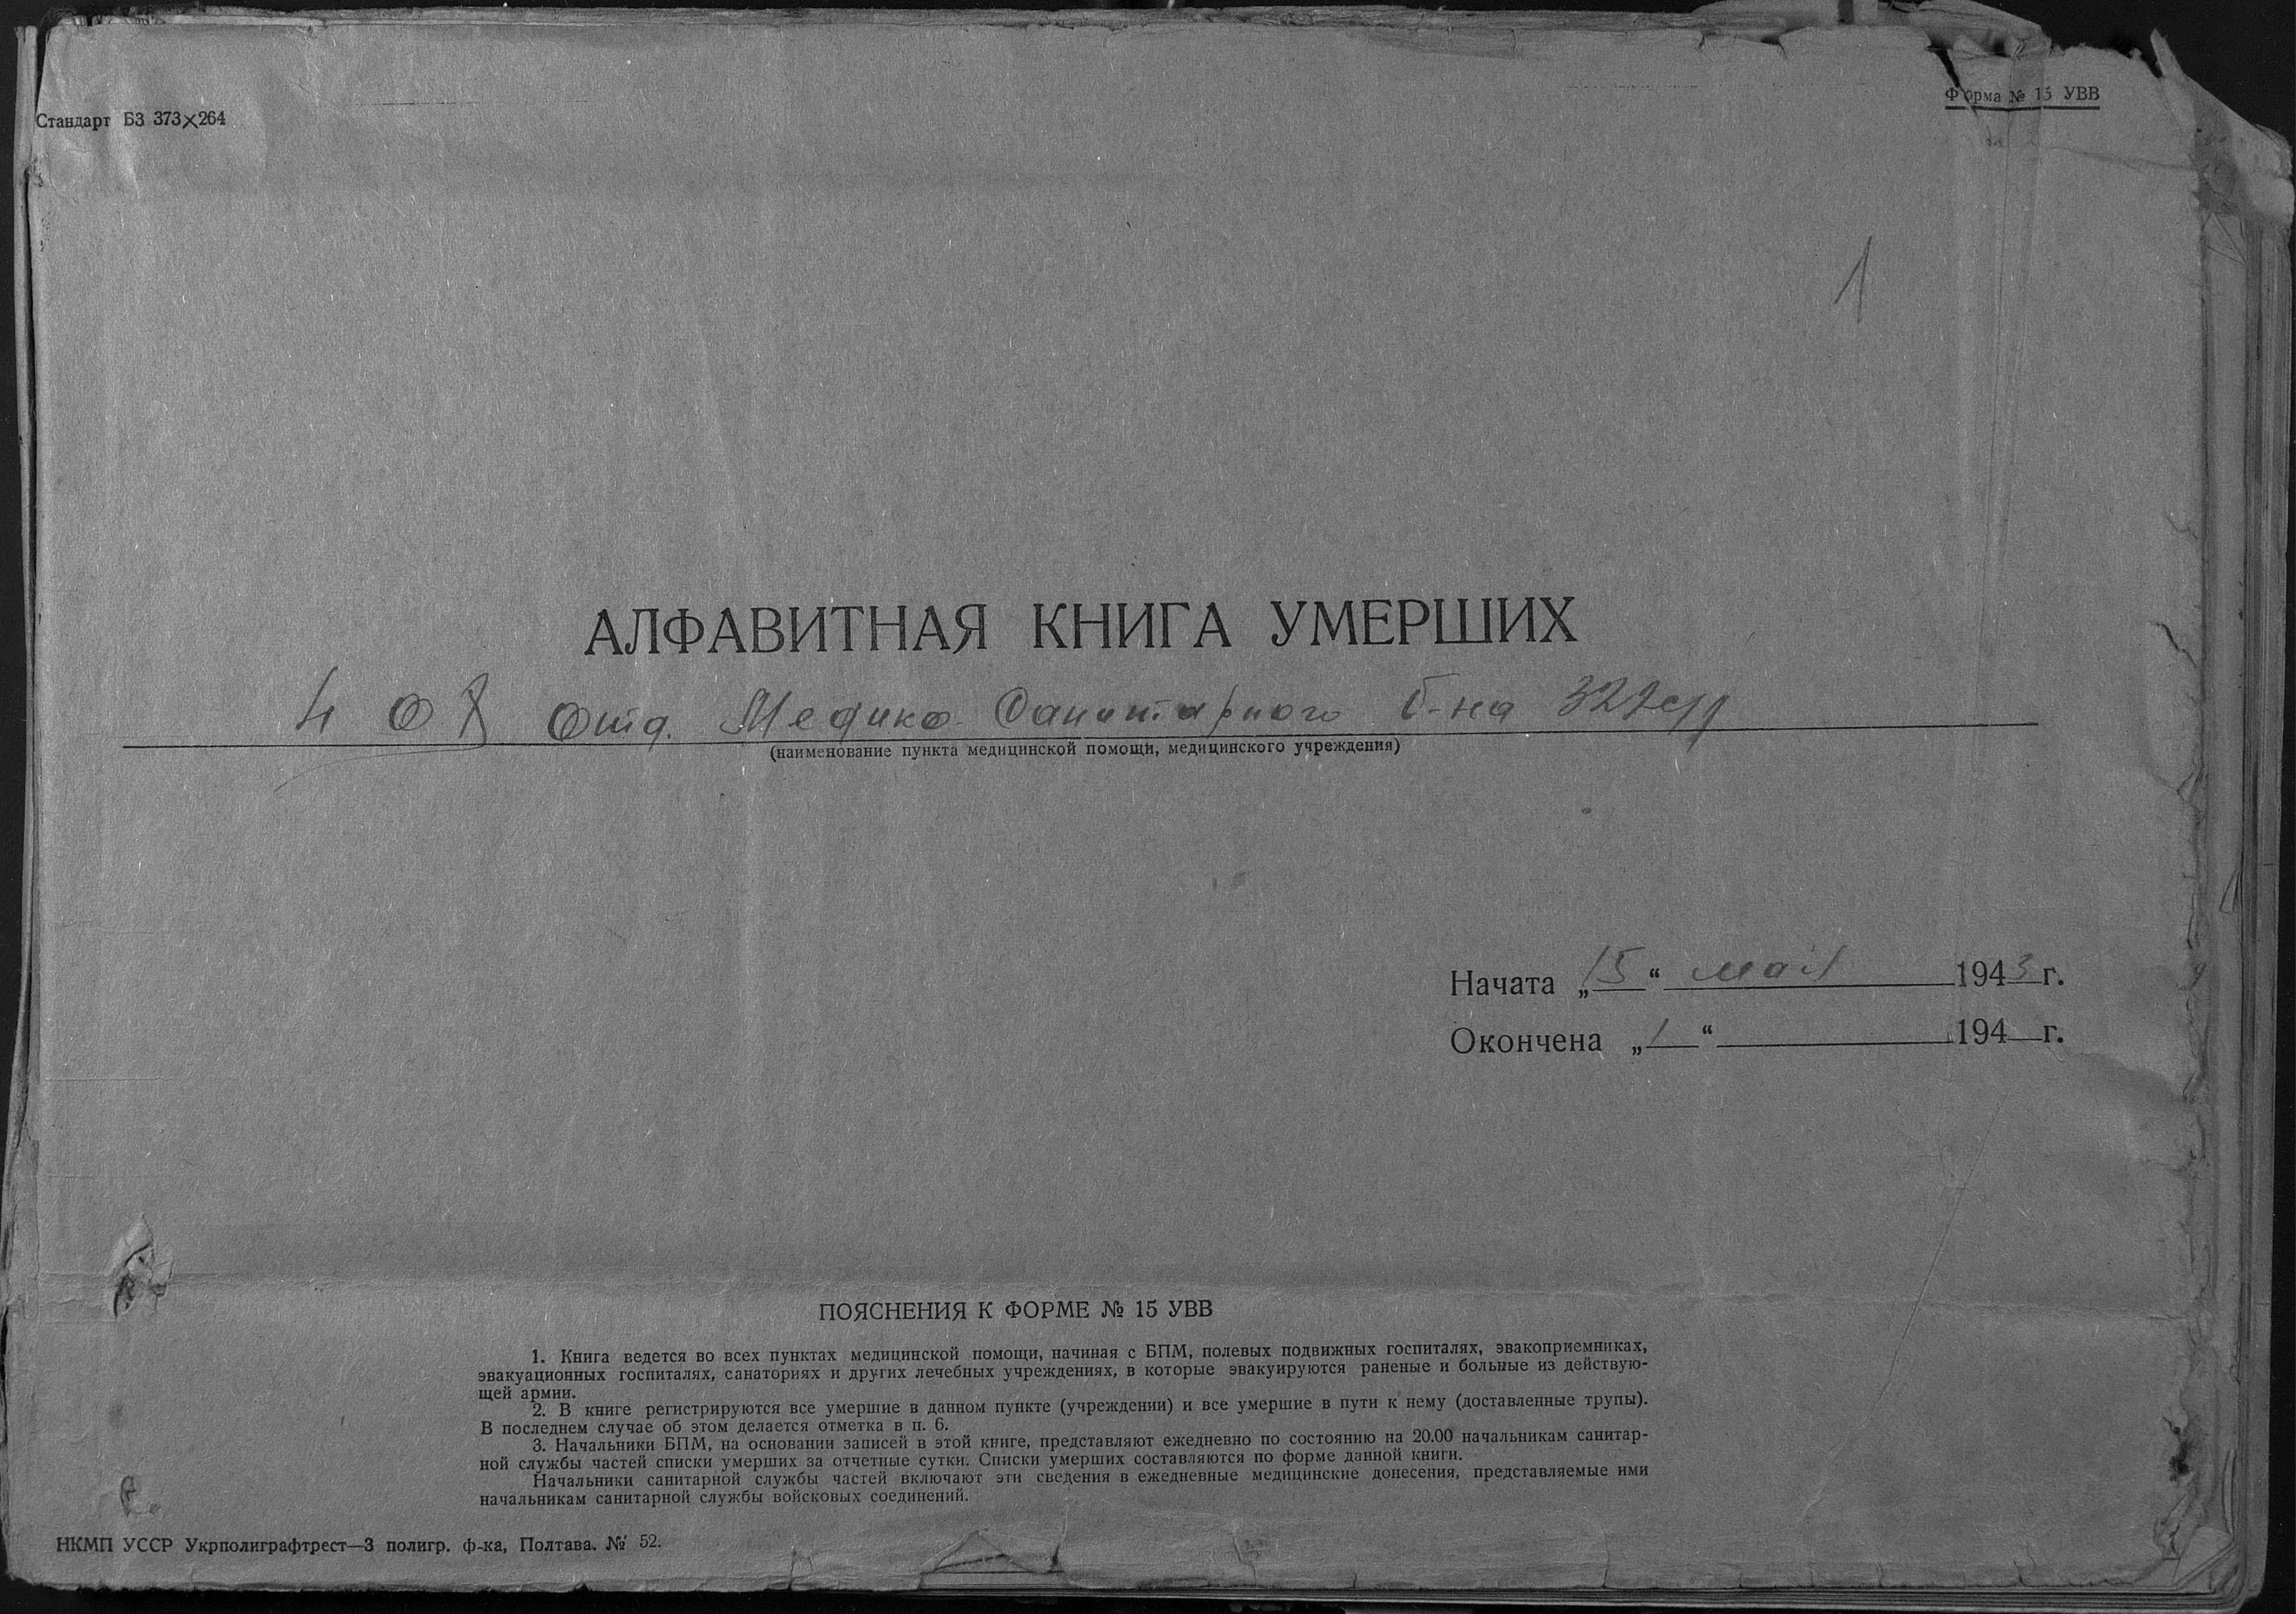 Стандарт БЗ 373×264
Форма № 15 УВВ
1
АЛФАВИТНАЯ КНИГА УМЕРШИХ
408 Отд. Медико Санитарного б-на 322сд
(наименование пункта медицинской помощи, медицинского учреждения)
Начата „15“ мая 1943 г.
Окончена „ “ 194 г.
ПОЯСНЕНИЯ К ФОРМЕ № 15 УВВ
1. Книга ведется во всех пунктах медицинской помощи, начиная с БПМ, полевых подвижных госпиталях, эвакоприемниках,
эвакуационных госпиталях, санаториях и других лечебных учреждениях, в которые эвакуируются раненые и больные из действую-
щей армии.
2. В книге регистрируются все умершие в данном пункте (учреждении) и все умершие в пути к нему (доставленные трупы).
В последнем случае об этом делается отметка в п. 6.
3. Начальники БПМ, на основании записей в этой книге, представляют ежедневно по состоянию на 20.00 начальникам санитар-
ной службы частей списки умерших за отчетные сутки. Списки умерших составляются по форме данной книги.
Начальники санитарной службы частей включают эти сведения в ежедневные медицинские донесения, представляемые ими
начальникам санитарной службы войсковых соединений.
НКМП УССР Укрполиграфтрест—3 полигр. ф-ка, Полтава. № 52.